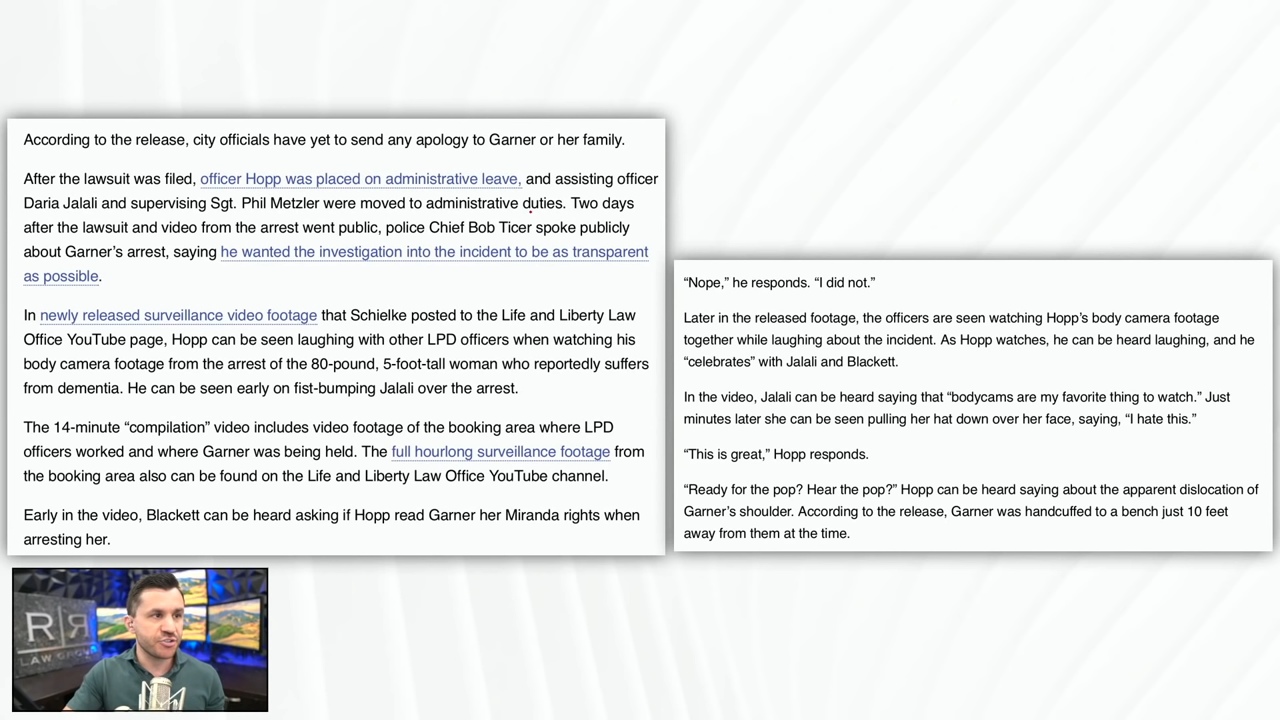 According to the release, city officials have yet to send any apology to Garner or her family.
After the lawsuit was filed, officer Hopp was placed on administrative leave, and assisting officer
Daria Jalali and supervising Sgt. Phil Metzler were moved to administrative duties. Two days
after the lawsuit and video from the arrest went public, police Chief Bob Ticer spoke publicly
about Garner’s arrest, saying he wanted the investigation into the incident to be as transparent
as possible.
In newly released surveillance video footage that Schielke posted to the Life and Liberty Law
Office YouTube page, Hopp can be seen laughing with other LPD officers when watching his
body camera footage from the arrest of the 80-pound, 5-foot-tall woman who reportedly suffers
from dementia. He can be seen early on fist-bumping Jalali over the arrest.
The 14-minute “compilation” video includes video footage of the booking area where LPD
officers worked and where Garner was being held. The full hourlong surveillance footage from
the booking area also can be found on the Life and Liberty Law Office YouTube channel.
Early in the video, Blackett can be heard asking if Hopp read Garner her Miranda rights when
arresting her.
“Nope,” he responds. “I did not.”
Later in the released footage, the officers are seen watching Hopp’s body camera footage
together while laughing about the incident. As Hopp watches, he can be heard laughing, and he
“celebrates” with Jalali and Blackett.
In the video, Jalali can be heard saying that “bodycams are my favorite thing to watch.” Just
minutes later she can be seen pulling her hat down over her face, saying, “I hate this.”
“This is great,” Hopp responds.
“Ready for the pop? Hear the pop?” Hopp can be heard saying about the apparent dislocation of
Garner’s shoulder. According to the release, Garner was handcuffed to a bench just 10 feet
away from them at the time.
R|R
LAW GROUP